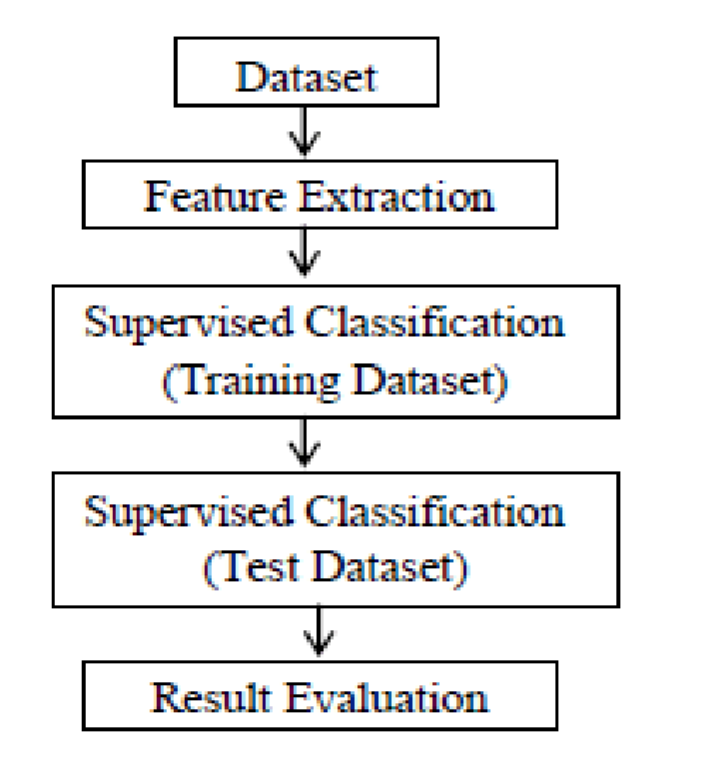 Dataset
Feature Extraction
Supervised Classification
(Training Dataset)
Supervised Classification
(Test Dataset)
Result Evaluation